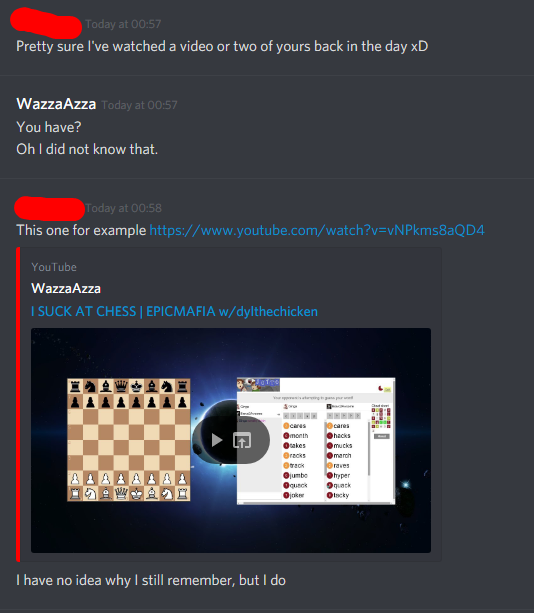 Today at 00:57
Pretty sure I've watched a video or two of yours back in the day xD
WazzaAzza Today at 00:57
You have?
Oh I did not know that.
Today at 00:58
This one for example https://www.youtube.com/watch?v=vNPkms8aQD4
YouTube
WazzaAzza
I SUCK AT CHESS | EPICMAFIA w/dylthechicken
Your opponent is attempting to guess your word!
cares
cares
month
hacks
takes
mucks
racks
march
tack
raves
jumbo
hyper
quack
quack
joker
tacky
I have no idea why I still remember, but I do